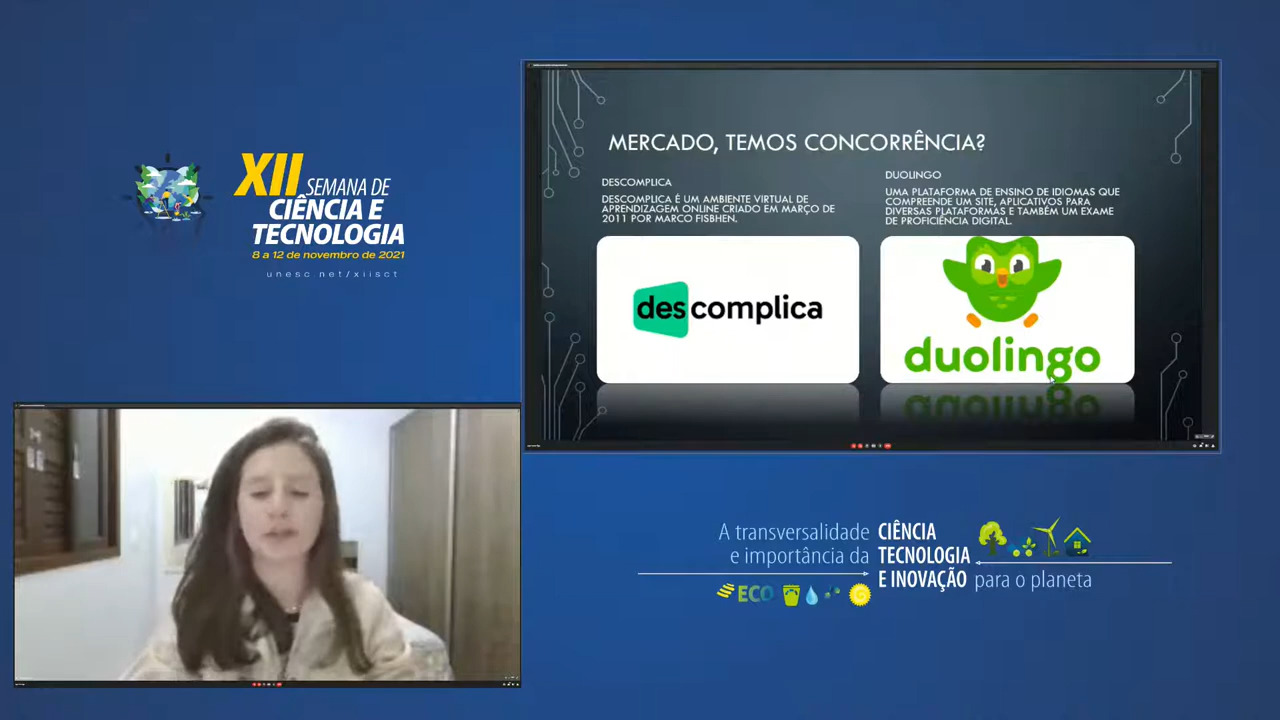 XII SEMANA DE
CIÊNCIA E
TECNOLOGIA
8 a 12 de novembro de 2021
unesc.net/xiisct
MERCADO, TEMOS CONCORRÊNCIA?
DESCOMPLICA
DESCOMPLICA É UM AMBIENTE VIRTUAL DE
APRENDIZAGEM ONLINE CRIADO EM MARÇO DE
2011 POR MARCO FISBHEN.
descomplica
DUOLINGO
UMA PLATAFORMA DE ENSINO DE IDIOMAS QUE
COMPREENDE UM SITE, APLICATIVOS PARA
DIVERSAS PLATAFORMAS E TAMBÉM UM EXAME
DE PROFICIÊNCIA DIGITAL.
duolingo
A transversalidade
e importância da
CIÊNCIA
TECNOLOGIA
E INOVAÇÃO para o planeta
ECO